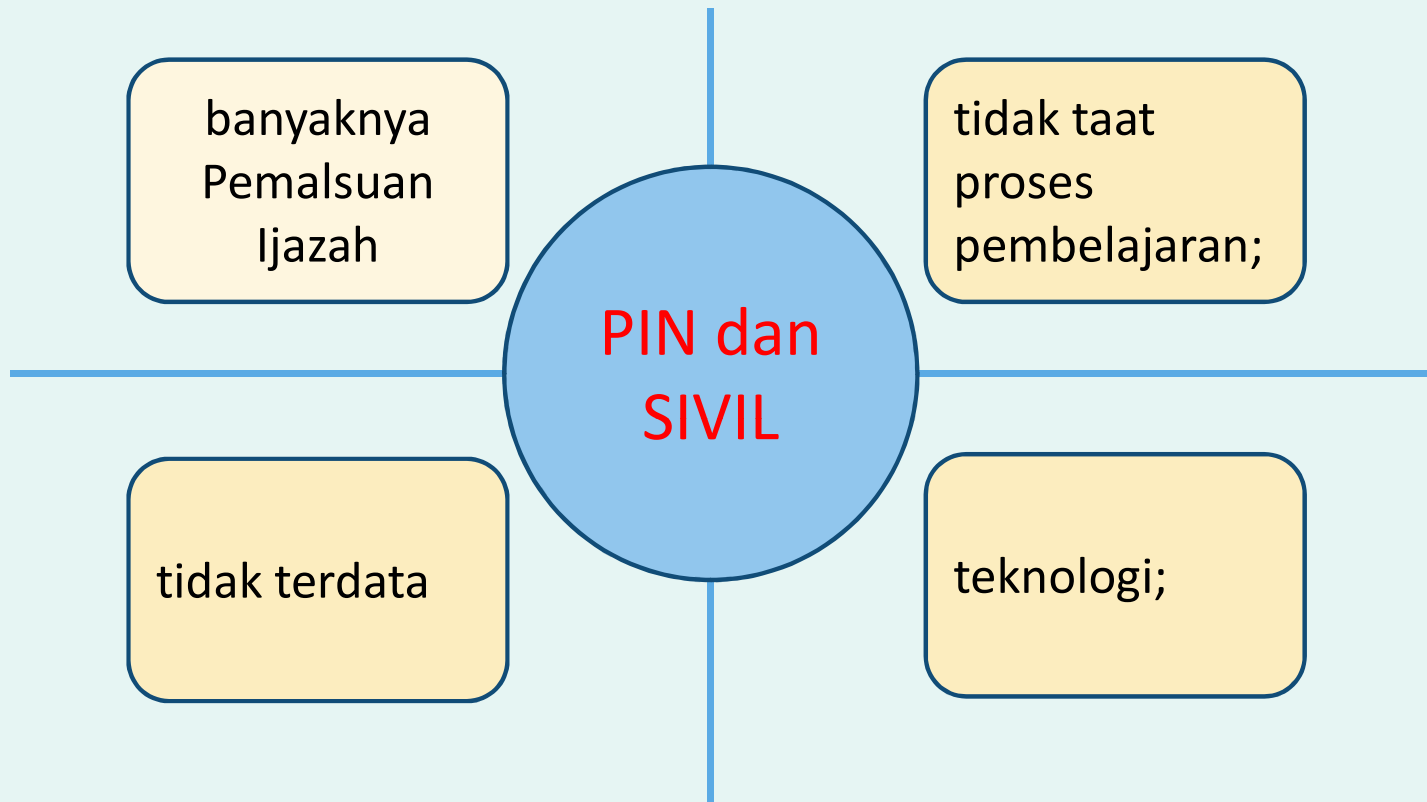 banyaknya
Pemalsuan
Ijazah
tidak taat
proses
pembelajaran;
PIN dan
SIVIL
tidak terdata
teknologi;